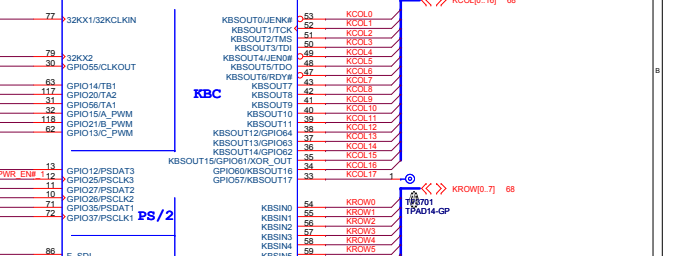 KCOL[0..16] 68
77 32KX1/32KCLKIN KBSOUT0/JENK# 53 KCOL0
KBSOUT1/TCK 52 KCOL1
KBSOUT2/TMS 51 KCOL2
KBSOUT3/TDI 50 KCOL3
79 32KX2 KBSOUT4/JEN0# 49 KCOL4
30 GPIO55/CLKOUT KBSOUT5/TDO 48 KCOL5
KBSOUT6/RDY# 47 KCOL6
63 GPIO14/TB1 KBC KBSOUT7 43 KCOL7
117 GPIO20/TA2 KBSOUT8 42 KCOL8
31 GPIO56/TA1 KBSOUT9 41 KCOL9
32 GPIO15/A_PWM KBSOUT10 40 KCOL10
118 GPIO21/B_PWM KBSOUT11 39 KCOL11
62 GPIO13/C_PWM KBSOUT12/GPIO64 38 KCOL12
KBSOUT13/GPIO63 37 KCOL13
KBSOUT14/GPIO62 36 KCOL14
KBSOUT15/GPIO61/XOR_OUT 35 KCOL15
13 GPIO12/PSDAT3 GPIO60/KBSOUT16 34 KCOL16
PWR_EN#_1 12 GPIO25/PSCLK3 GPIO57/KBSOUT17 33 KCOL17 1
11 GPIO27/PSDAT2 KROW[0..7] 68
10 GPIO26/PSCLK2
71 GPIO35/PSDAT1 KBSIN0 54 KROW0 TP3701
72 GPIO37/PSCLK1 PS/2 KBSIN1 55 KROW1 TPAD14-GP
KBSIN2 56 KROW2
KBSIN3 57 KROW3
KBSIN4 58 KROW4
86 KBSIN5 59 KROW5
B